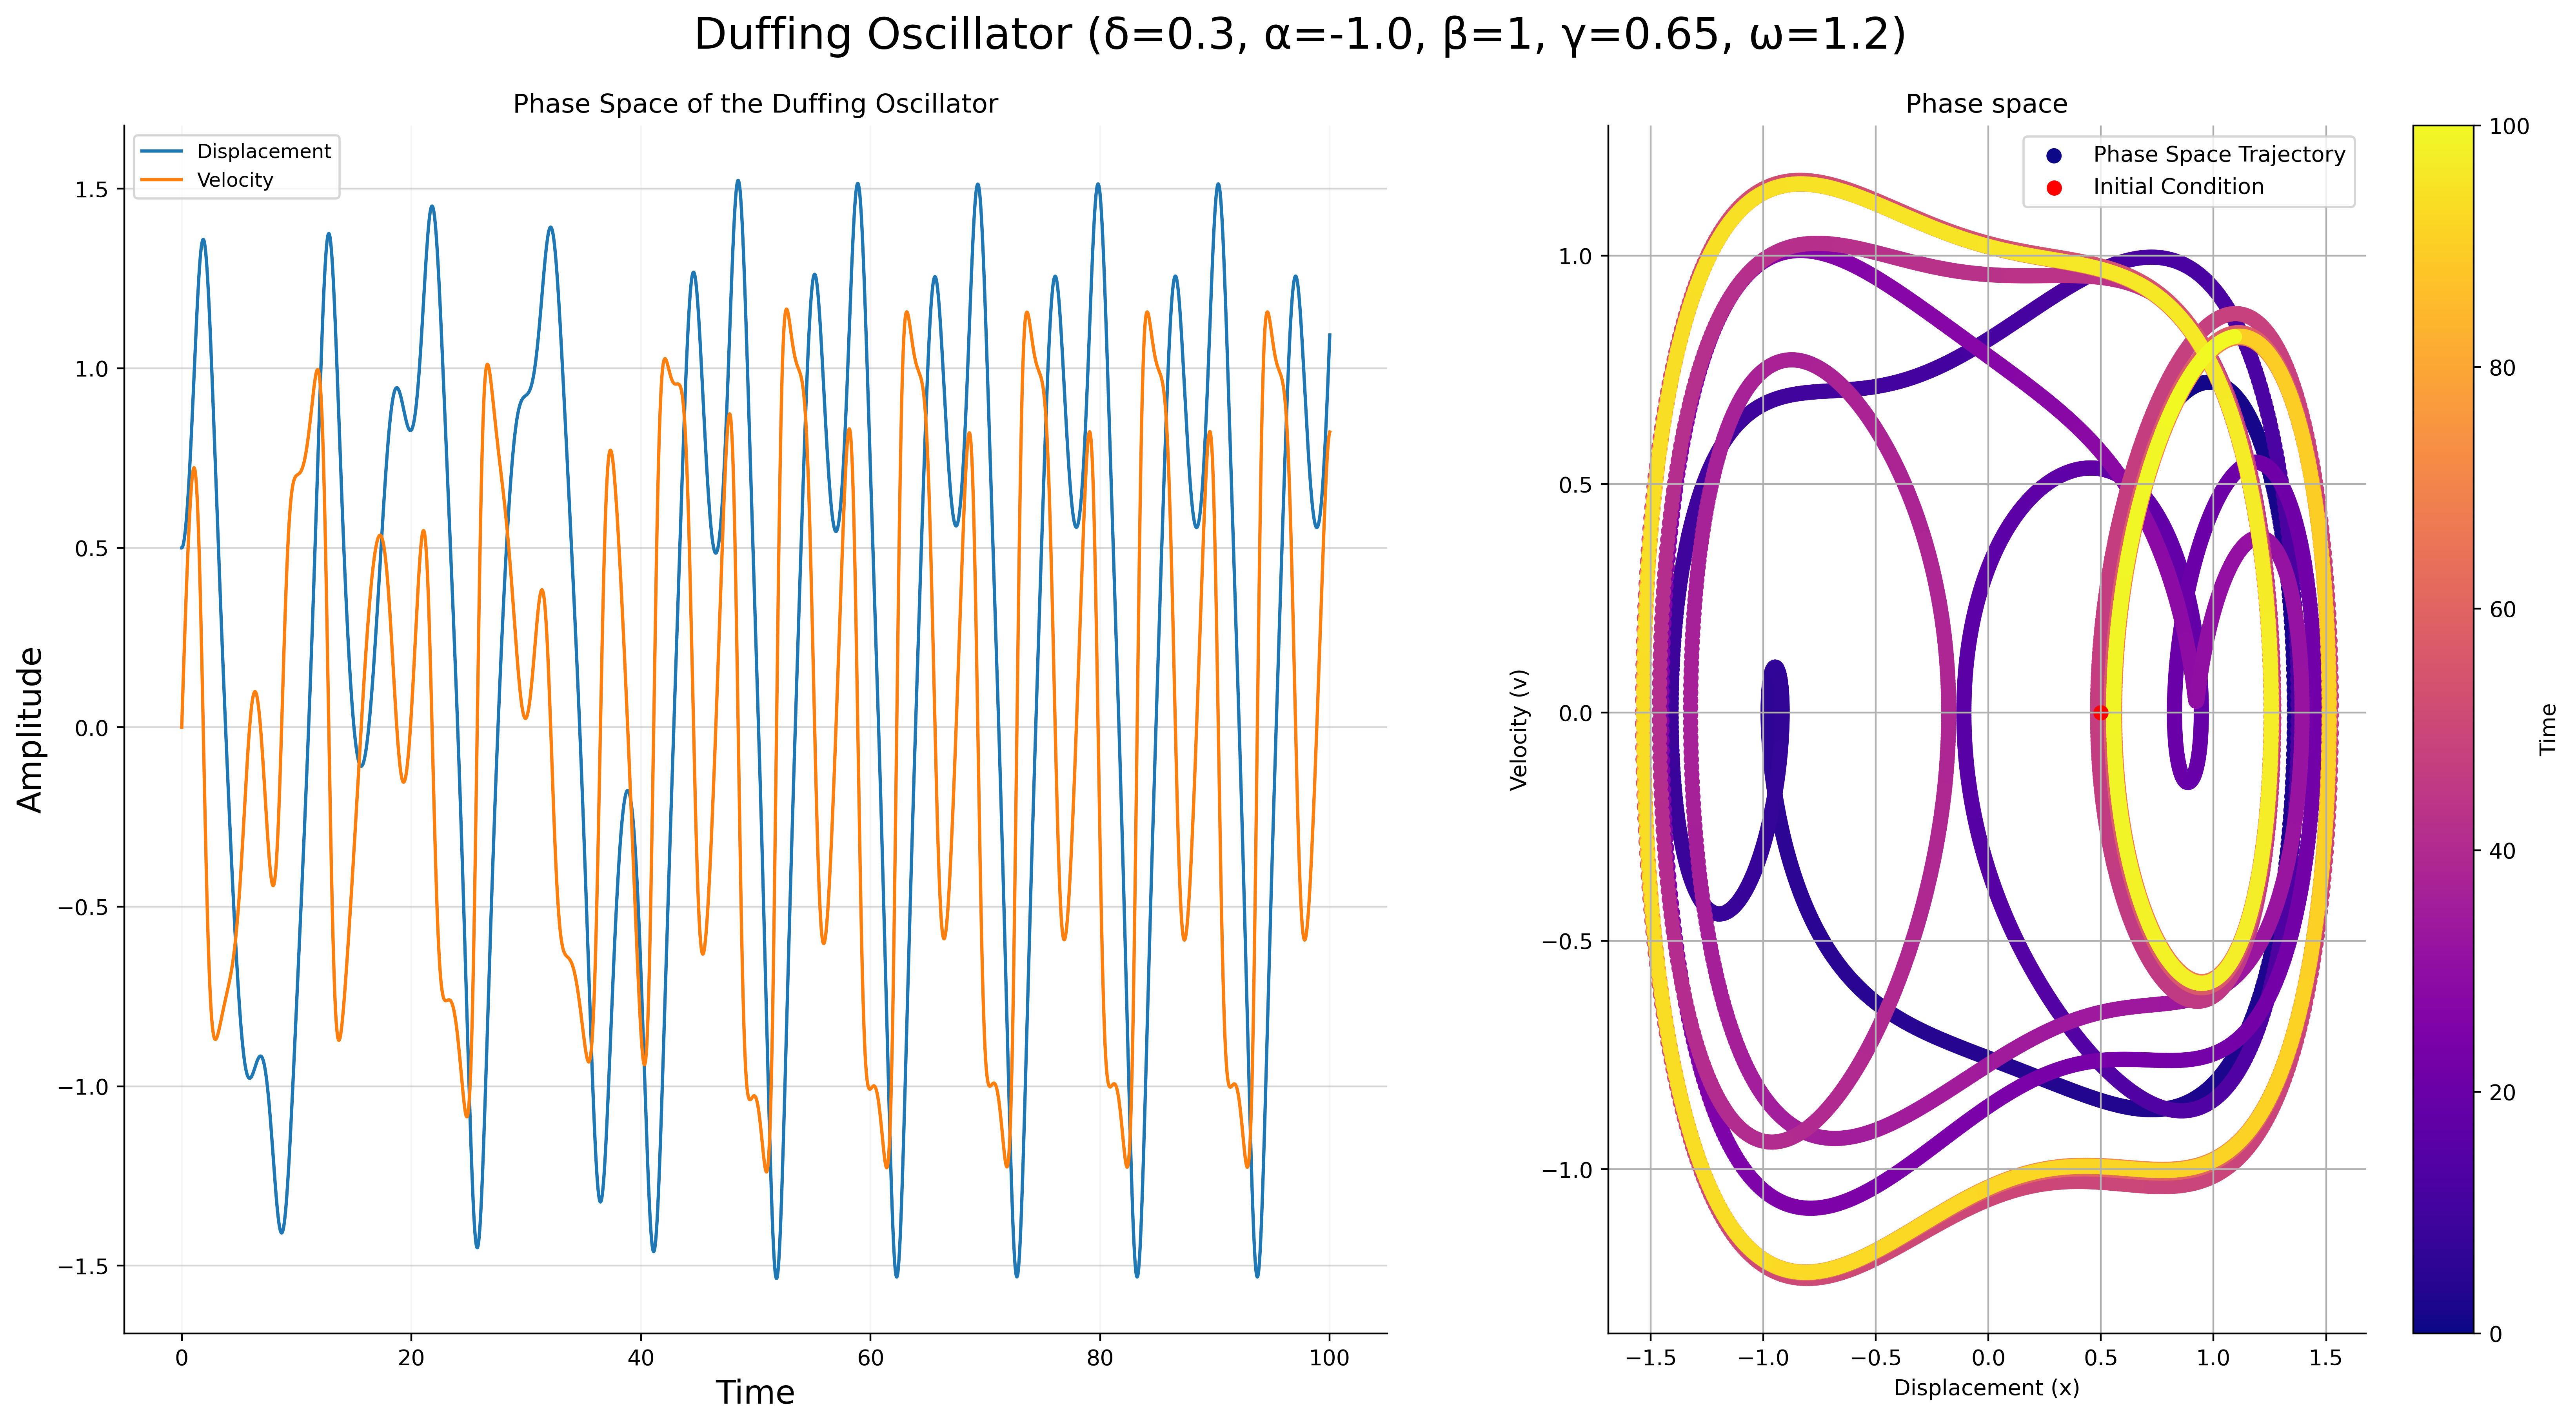 Duffing Oscillator (δ=0.3, α=-1.0, β=1, γ=0.65, ω=1.2)
Phase Space of the Duffing Oscillator
Displacement
Velocity
1.5
1.0
0.5
0.0
−0.5
−1.0
−1.5
Amplitude
0
20
40
60
80
100
Time
Phase space
Phase Space Trajectory
Initial Condition
1.0
0.5
0.0
−0.5
−1.0
Velocity (v)
−1.5
−1.0
−0.5
0.0
0.5
1.0
1.5
Displacement (x)
100
80
60
40
20
0
Time